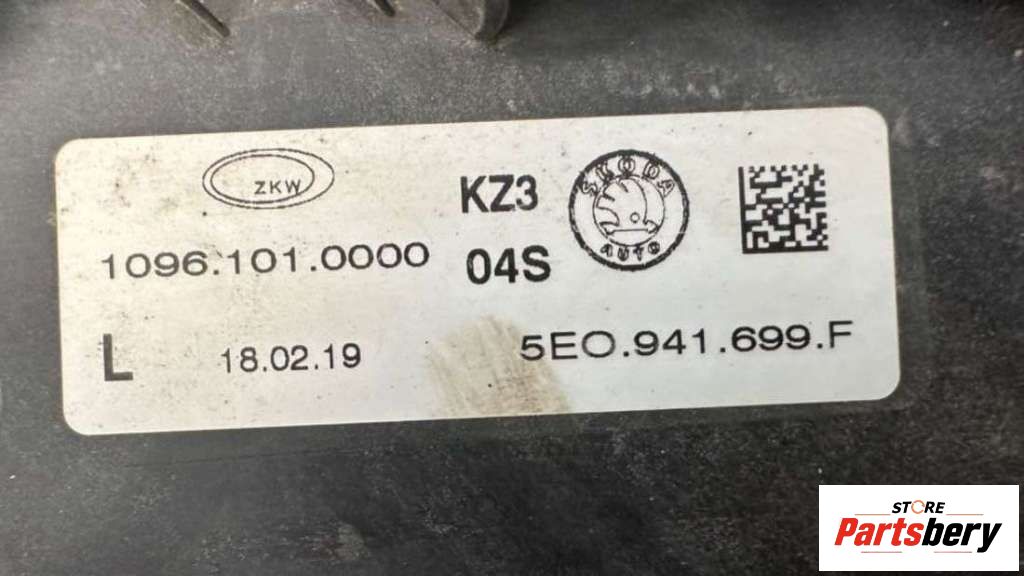 ZKW
KZ3
SKODA
AUTO
1096.101.0000
04S
L
18.02.19
5E0.941.699.F
STORE
Partsbery